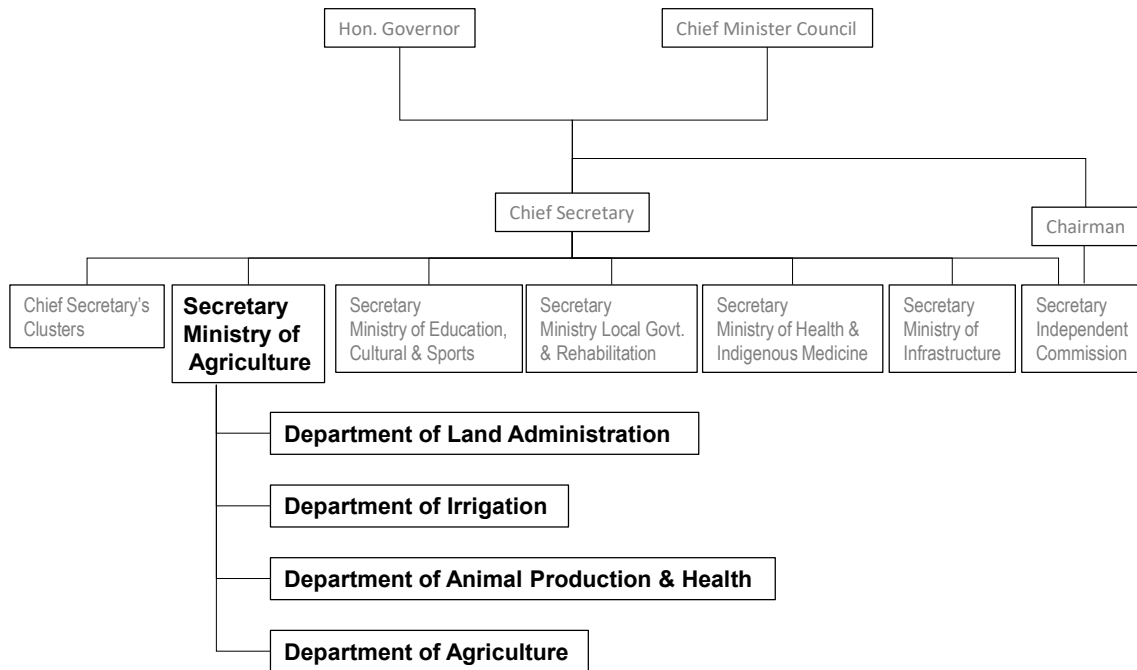 Hon. Governor
Chief Minister Council
Chief Secretary
Chairman
Chief Secretary's
Clusters
Secretary
Ministry of
Agriculture
Secretary
Ministry of Education,
Cultural & Sports
Secretary
Ministry Local Govt.
& Rehabilitation
Secretary
Ministry of Health &
Indigenous Medicine
Secretary
Ministry of
Infrastructure
Secretary
Independent
Commission
Department of Land Administration
Department of Irrigation
Department of Animal Production & Health
Department of Agriculture